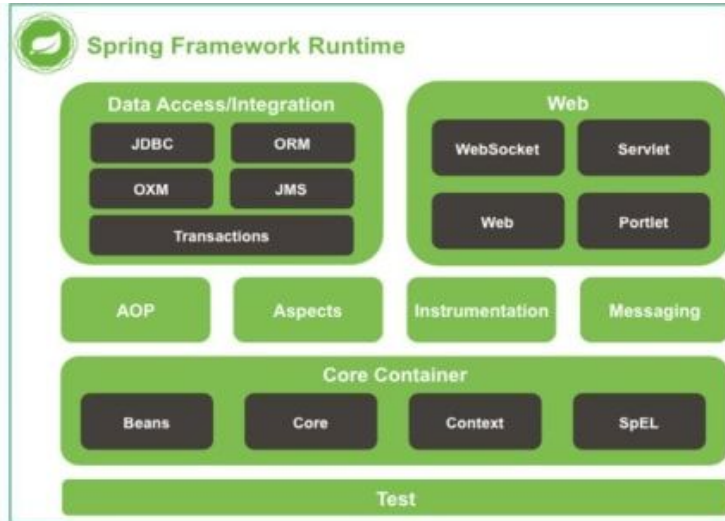 Spring Framework Runtime
Data Access/Integration
JDBC
ORM
OXM
JMS
Transactions
Web
WebSocket
Servlet
Web
Portlet
AOP
Aspects
Instrumentation
Messaging
Core Container
Beans
Core
Context
SpEL
Test